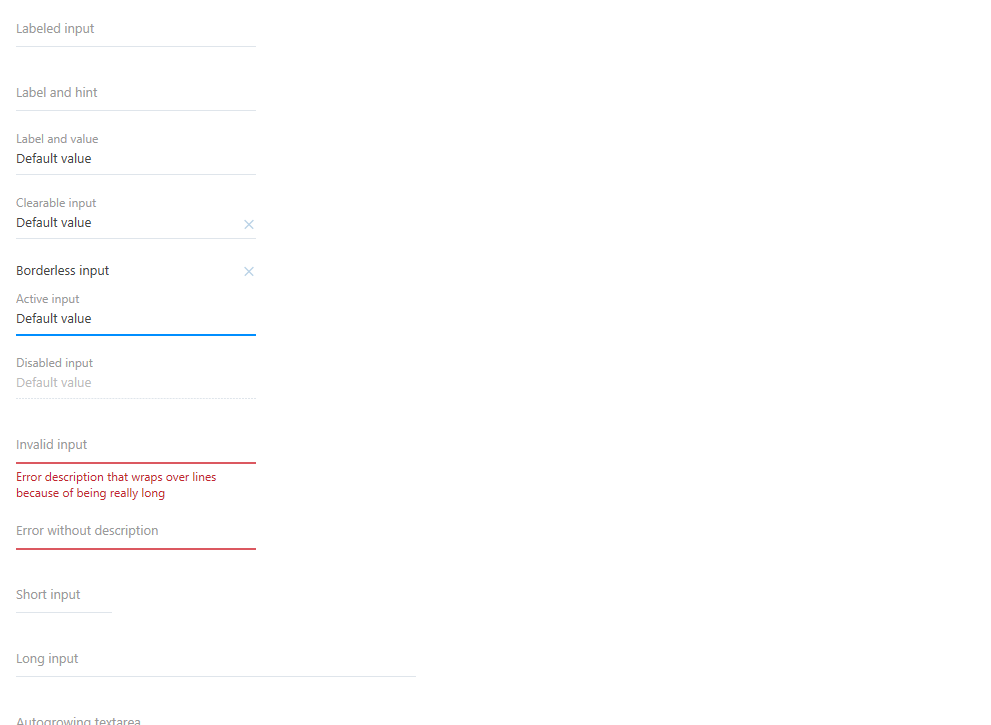 Labeled input
Label and hint
Label and value
Default value
Clearable input
Default value
Borderless input
Active input
Default value
Disabled input
Default value
Invalid input
Error description that wraps over lines
because of being really long
Error without description
Short input
Long input
Autogrowing textarea